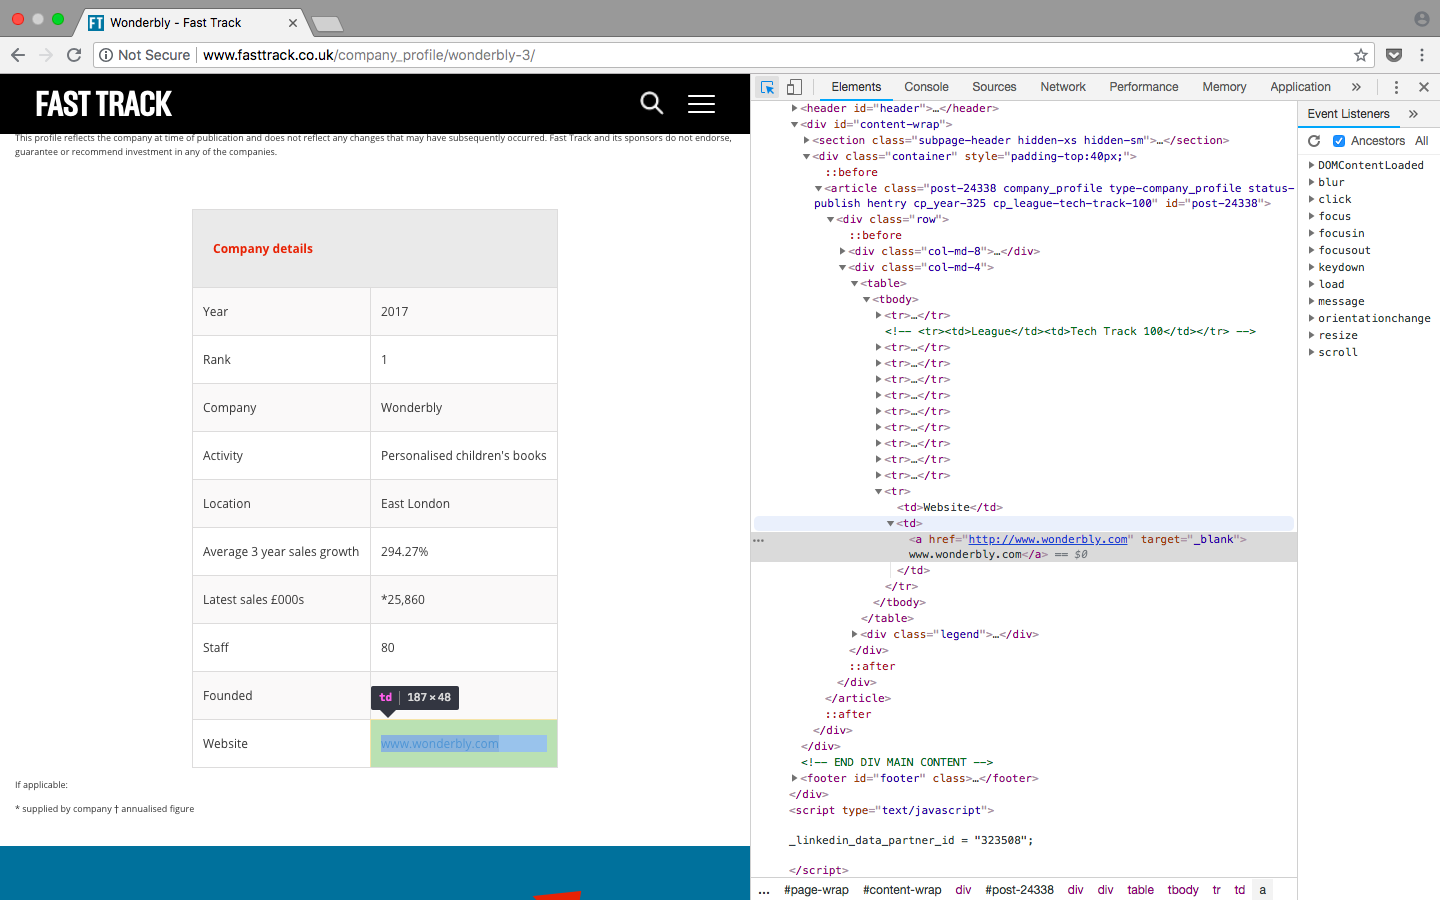 FT Wonderbly - Fast Track
Not Secure www.fasttrack.co.uk/company_profile/wonderbly-3/
FAST TRACK
This profile reflects the company at time of publication and does not reflect any changes that may have subsequently occurred. Fast Track and its sponsors do not endorse,
guarantee or recommend investment in any of the companies.
Company details
Year 2017
Rank 1
Company Wonderbly
Activity Personalised children's books
Location East London
Average 3 year sales growth 294.27%
Latest sales £000s *25,860
Staff 80
Founded
td 187 × 48
Website www.wonderbly.com
If applicable:
* supplied by company † annualised figure
Elements Console Sources Network Performance Memory Application »
<header id="header">…</header>
<div id="content-wrap">
<section class="subpage-header hidden-xs hidden-sm">…</section>
<div class="container" style="padding-top:40px;">
::before
<article class="post-24338 company_profile type-company_profile status-
publish hentry cp_year-325 cp_league-tech-track-100" id="post-24338">
<div class="row">
::before
<div class="col-md-8">…</div>
<div class="col-md-4">
<table>
<tbody>
<tr>…</tr>
<!-- <tr><td>League</td><td>Tech Track 100</td></tr> -->
<tr>…</tr>
<tr>…</tr>
<tr>…</tr>
<tr>…</tr>
<tr>…</tr>
<tr>…</tr>
<tr>…</tr>
<tr>…</tr>
<tr>…</tr>
<tr>
<td>Website</td>
<td>
<a href="http://www.wonderbly.com" target="_blank">
www.wonderbly.com</a> == $0
</td>
</tr>
</tbody>
</table>
<div class="legend">…</div>
</div>
::after
</div>
</article>
::after
</div>
</div>
<!-- END DIV MAIN CONTENT -->
<footer id="footer" class>…</footer>
</div>
<script type="text/javascript">
_linkedin_data_partner_id = "323508";
</script>
... #page-wrap #content-wrap div #post-24338 div div table tbody tr td a
Event Listeners »
Ancestors All
DOMContentLoaded
blur
click
focus
focusin
focusout
keydown
load
message
orientationchange
resize
scroll